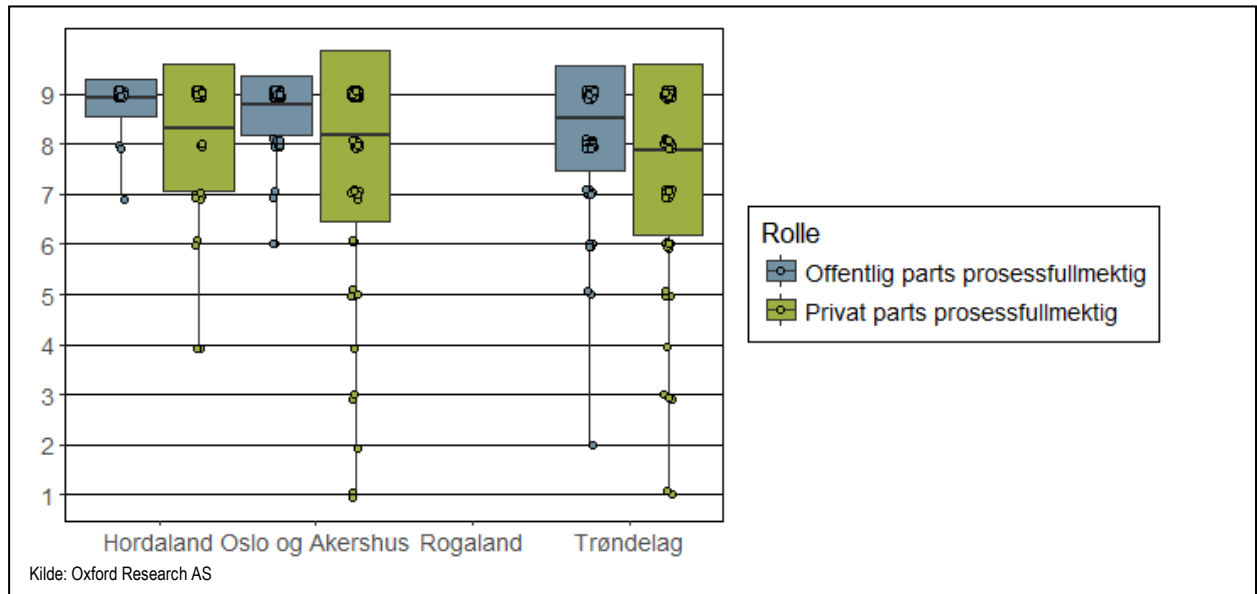 9
8
7
6
5
4
3
2
1
Hordaland Oslo og Akershus Rogaland Trøndelag
Rolle
Offentlig parts prosessfullmektig
Privat parts prosessfullmektig
Kilde: Oxford Research AS